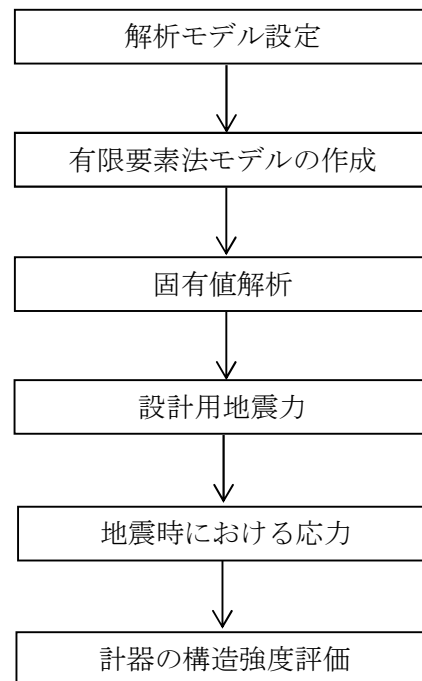 解析モデル設定
有限要素法モデルの作成
固有値解析
設計用地震力
地震時における応力
計器の構造強度評価